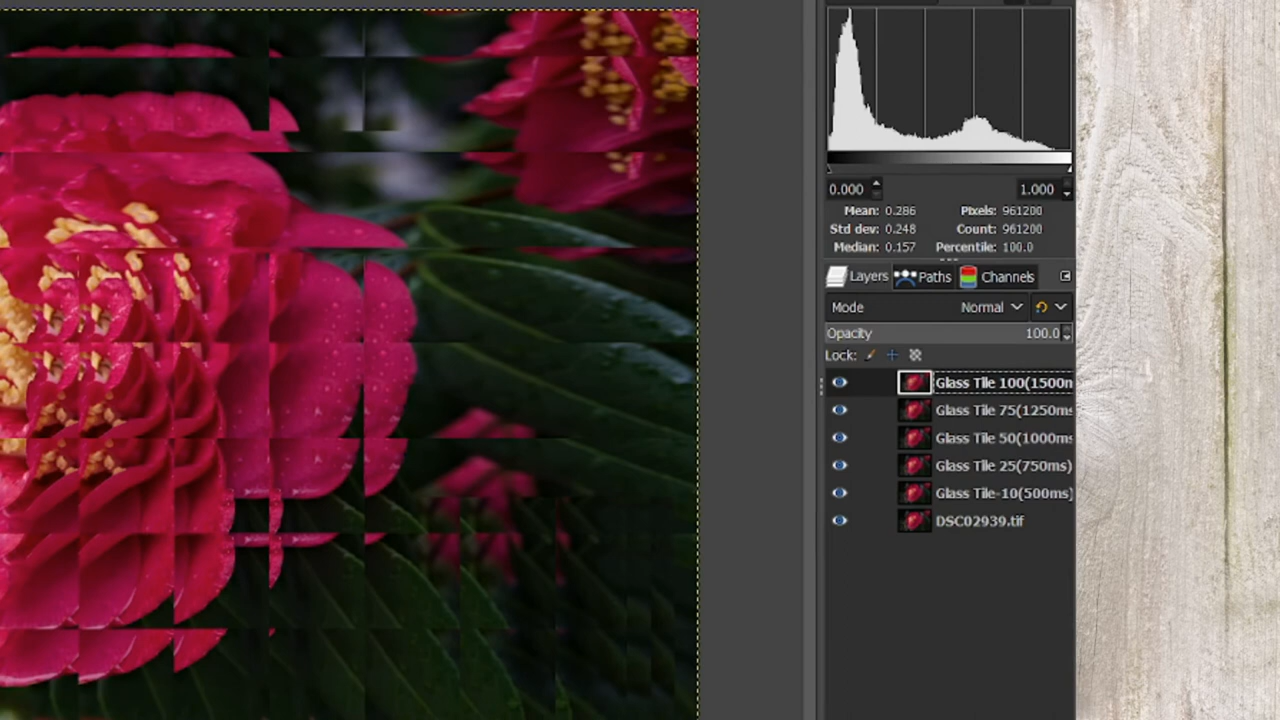 0.000 1.000
Mean: 0.286 Pixels: 961200
Std dev: 0.248 Count: 961200
Median: 0.157 Percentile: 100.0
Layers Paths Channels
Mode Normal
Opacity 100.0
Lock:
Glass Tile 100(1500m
Glass Tile 75(1250ms
Glass Tile 50(1000ms
Glass Tile 25(750ms)
Glass Tile-10(500ms)
DSC02939.tif